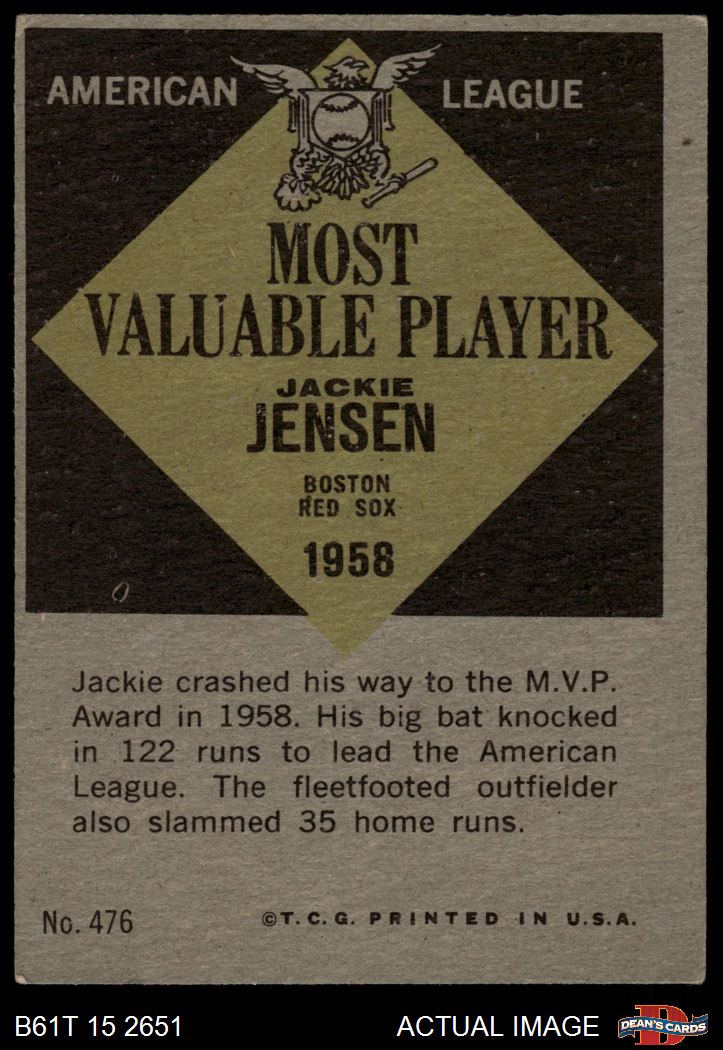 AMERICAN LEAGUE
MOST
VALUABLE PLAYER
JACKIE
JENSEN
BOSTON
RED SOX
1958
Jackie crashed his way to the M.V.P.
Award in 1958. His big bat knocked
in 122 runs to lead the American
League. The fleetfooted outfielder
also slammed 35 home runs.
No. 476 ©T.C.G. PRINTED IN U.S.A.
B61T 15 2651 ACTUAL IMAGE D DEAN'S CARDS